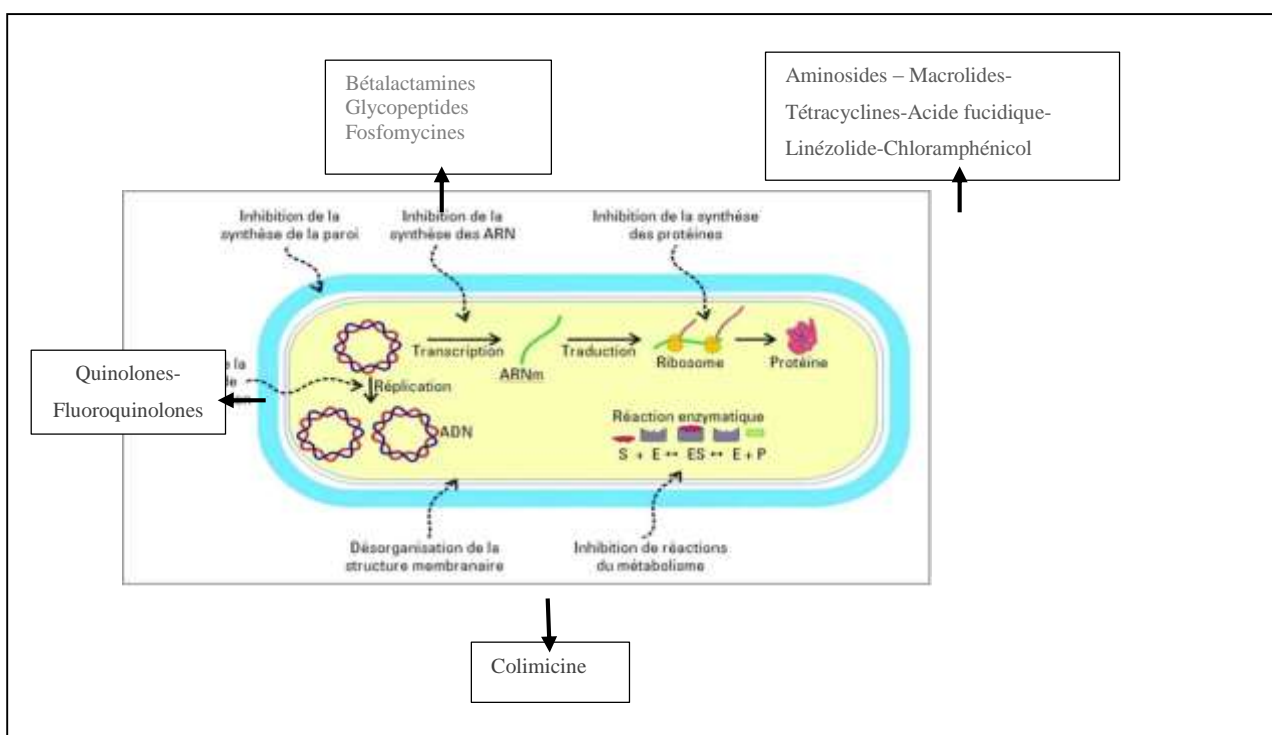 Bétalactamines
Glycopeptides
Fosfomycines
Aminosides – Macrolides-
Tétracyclines-Acide fucidique-
Linézolide-Chloramphénicol
Inhibition de la
synthèse de la paroi
Inhibition de la
synthèse des ARN
Inhibition de la synthèse
des protéines
Transcription
ARNm
Traduction
Ribosome
Protéine
Quinolones-
Fluoroquinolones
la
Réplication
ADN
Réaction enzymatique
S + E ↔ ES ↔ E + P
Désorganisation de la
structure membranaire
Inhibition de réactions
du métabolisme
Colimicine